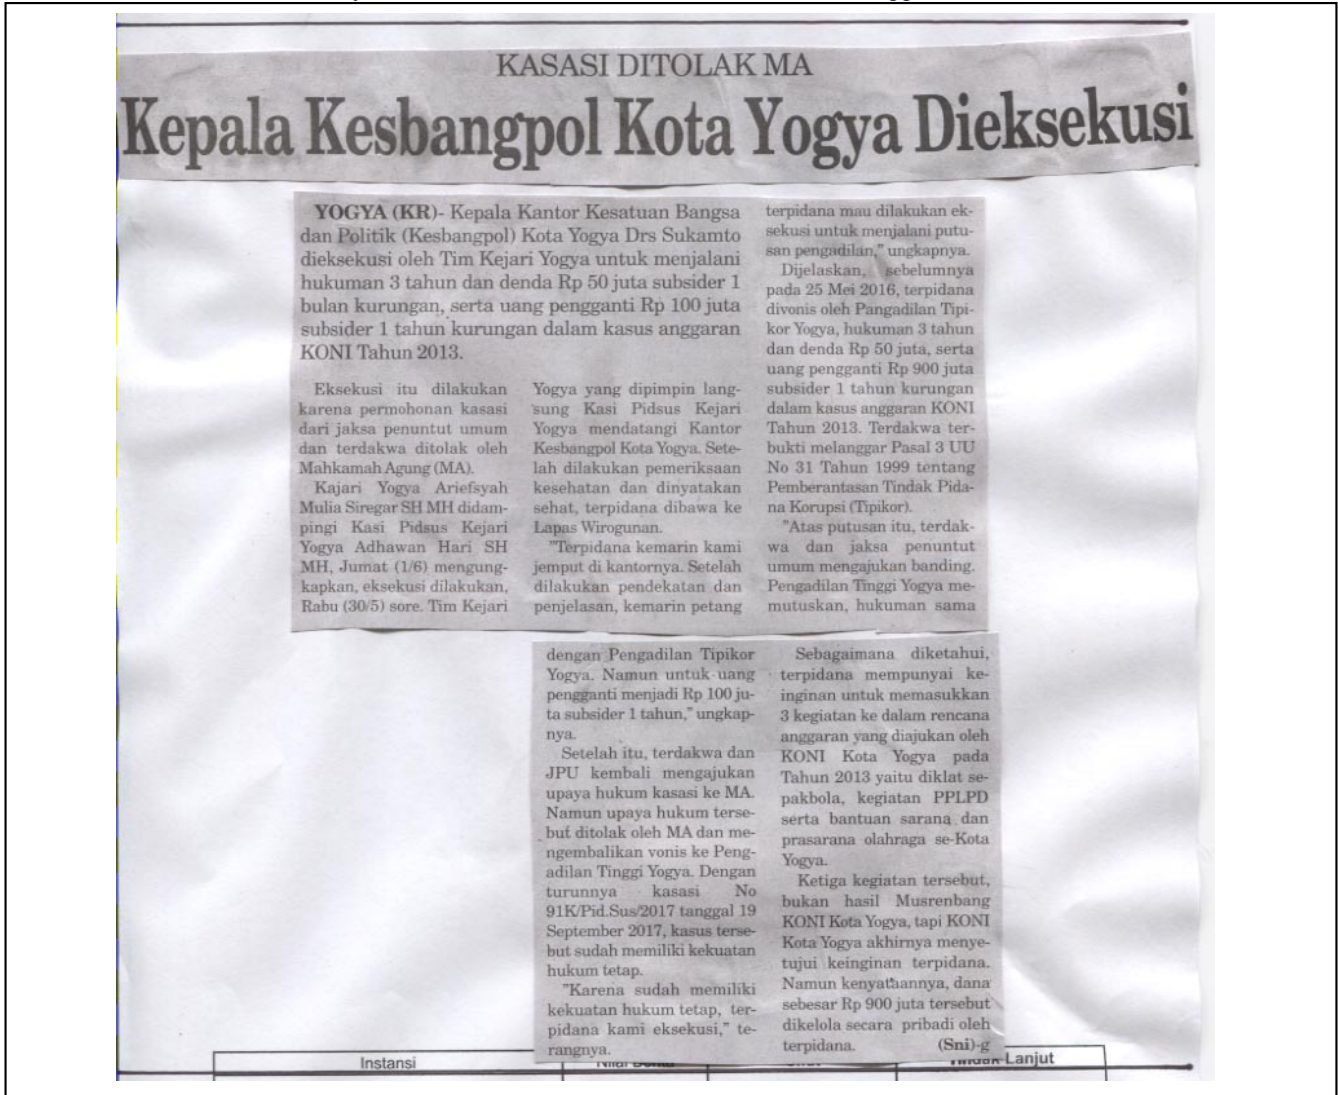 KASASI DITOLAK MA
Kepala Kesbangpol Kota Yogya Dieksekusi
YOGYA (KR)- Kepala Kantor Kesatuan Bangsa
dan Politik (Kesbangpol) Kota Yogya Drs Sukamto
dieksekusi oleh Tim Kejari Yogya untuk menjalani
hukuman 3 tahun dan denda Rp 50 juta subsider 1
bulan kurungan, serta uang pengganti Rp 100 juta
subsider 1 tahun kurungan dalam kasus anggaran
KONI Tahun 2013.
Eksekusi itu dilakukan
karena permohonan kasasi
dari jaksa penuntut umum
dan terdakwa ditolak oleh
Mahkamah Agung (MA).
Kajari Yogya Ariefsyah
Mulia Siregar SH MH didam-
pingi Kasi Pidsus Kejari
Yogya Adhawan Hari SH
MH, Jumat (1/6) mengung-
kapkan, eksekusi dilakukan,
Rabu (30/5) sore. Tim Kejari
Yogya yang dipimpin lang-
sung Kasi Pidsus Kejari
Yogya mendatangi Kantor
Kesbangpol Kota Yogya. Sete-
lah dilakukan pemeriksaan
kesehatan dan dinyatakan
sehat, terpidana dibawa ke
Lapas Wirogunan.
"Terpidana kemarin kami
jemput di kantornya. Setelah
dilakukan pendekatan dan
penjelasan, kemarin petang
terpidana mau dilakukan ek-
sekusi untuk menjalani putu-
san pengadilan," ungkapnya.
Dijelaskan, sebelumnya
pada 25 Mei 2016, terpidana
divonis oleh Pangadilan Tipi-
kor Yogya, hukuman 3 tahun
dan denda Rp 50 juta, serta
uang pengganti Rp 900 juta
subsider 1 tahun kurungan
dalam kasus anggaran KONI
Tahun 2013. Terdakwa ter-
bukti melanggar Pasal 3 UU
No 31 Tahun 1999 tentang
Pemberantasan Tindak Pida-
na Korupsi (Tipikor).
"Atas putusan itu, terdak-
wa dan jaksa penuntut
umum mengajukan banding.
Pengadilan Tinggi Yogya me-
mutuskan, hukuman sama
dengan Pengadilan Tipikor
Yogya. Namun untuk uang
pengganti menjadi Rp 100 ju-
ta subsider 1 tahun," ungkap-
nya.
Setelah itu, terdakwa dan
JPU kembali mengajukan
upaya hukum kasasi ke MA.
Namun upaya hukum terse-
but ditolak oleh MA dan me-
ngembalikan vonis ke Peng-
adilan Tinggi Yogya. Dengan
turunnya kasasi No
91K/Pid.Sus/2017 tanggal 19
September 2017, kasus terse-
but sudah memiliki kekuatan
hukum tetap.
"Karena sudah memiliki
kekuatan hukum tetap, ter-
pidana kami eksekusi," te-
rangnya.
Sebagaimana diketahui,
terpidana mempunyai ke-
inginan untuk memasukkan
3 kegiatan ke dalam rencana
anggaran yang diajukan oleh
KONI Kota Yogya pada
Tahun 2013 yaitu diklat se-
pakbola, kegiatan PPLPD
serta bantuan sarana dan
prasarana olahraga se-Kota
Yogya.
Ketiga kegiatan tersebut,
bukan hasil Musrenbang
KONI Kota Yogya, tapi KONI
Kota Yogya akhirnya menye-
tujui keinginan terpidana.
Namun kenyataannya, dana
sebesar Rp 900 juta tersebut
dikelola secara pribadi oleh
terpidana. (Sni)-g
Instansi
Lanjut